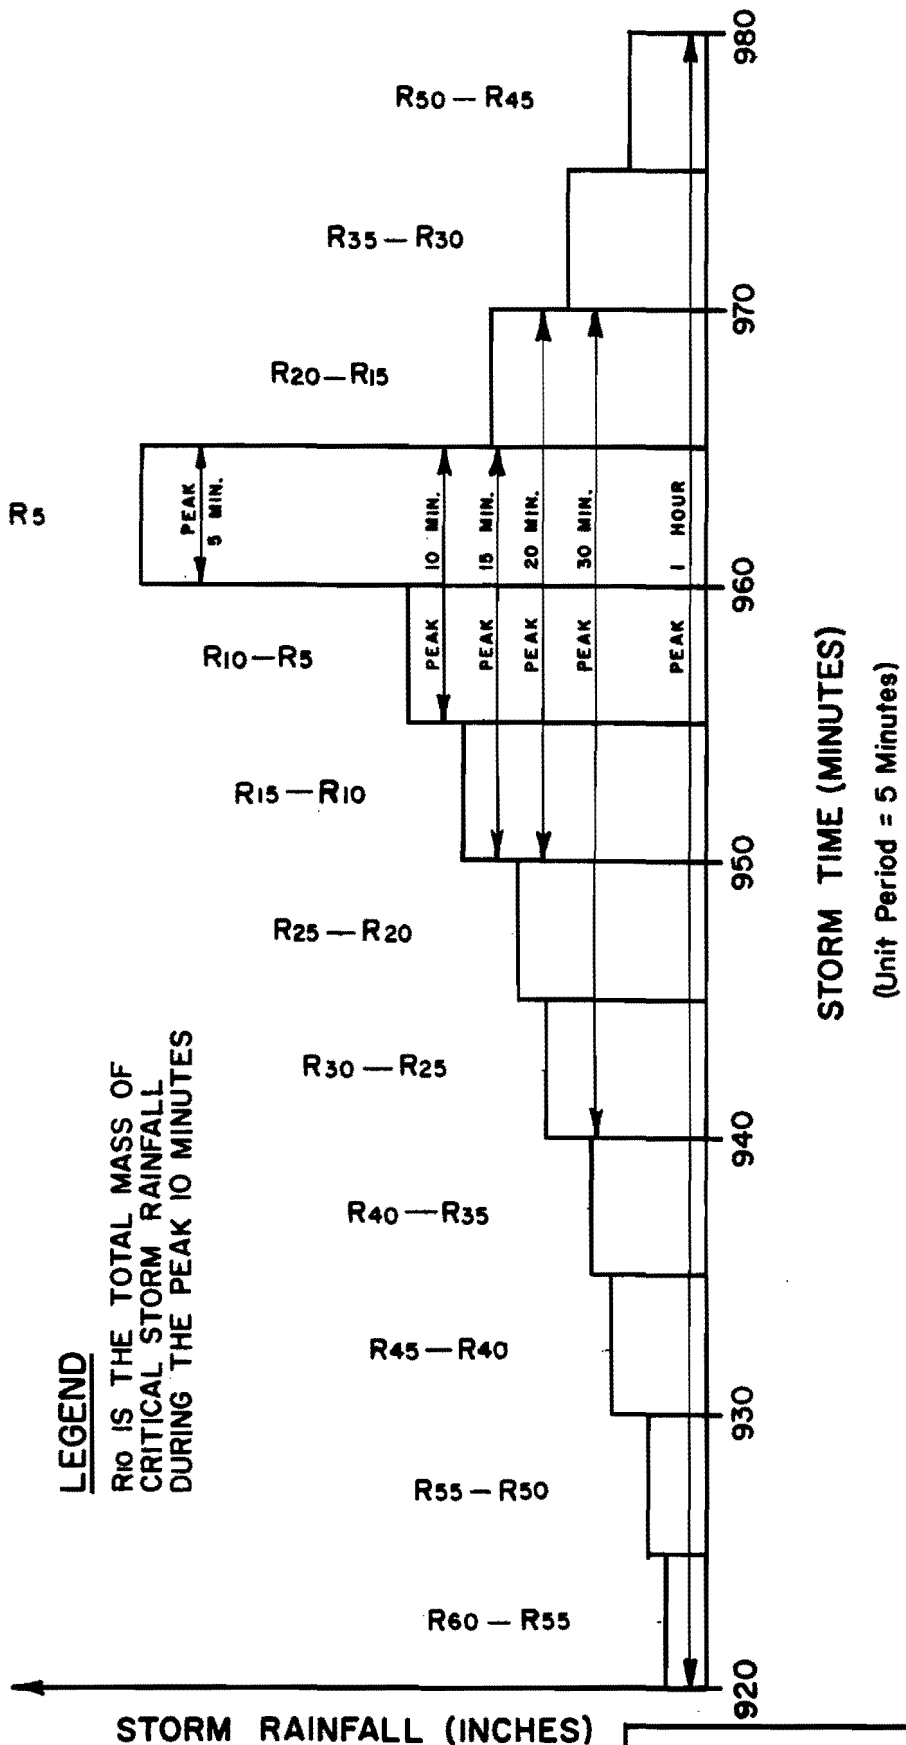 LEGEND
R10 IS THE TOTAL MASS OF
CRITICAL STORM RAINFALL
DURING THE PEAK 10 MINUTES
R5
R50 — R45
R35 — R30
R20 — R15
R10 — R5
R15 — R10
R25 — R20
R30 — R25
R40 — R35
R45 — R40
R55 — R50
R60 — R55
PEAK
5 MIN.
PEAK 10 MIN.
PEAK 15 MIN.
PEAK 20 MIN.
PEAK 30 MIN.
PEAK 1 HOUR
920
930
940
950
960
970
980
STORM TIME (MINUTES)
(Unit Period = 5 Minutes)
STORM RAINFALL (INCHES)